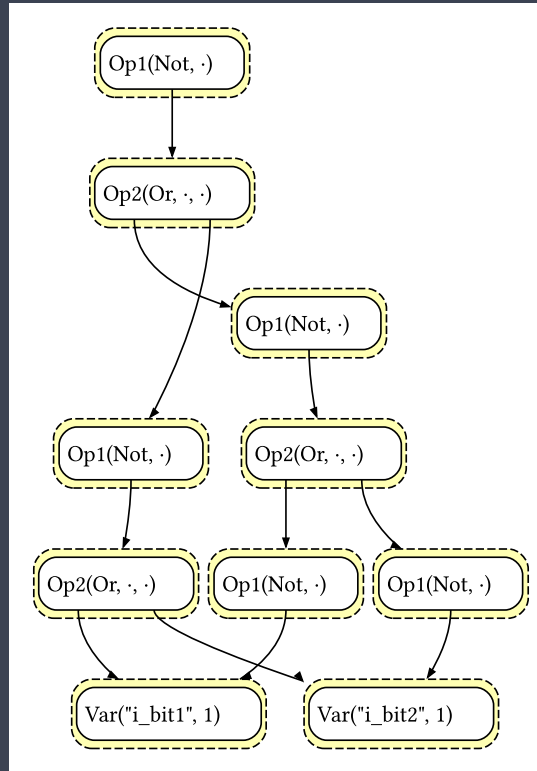 Op1(Not, ·)
Op2(Or, ·, ·)
Op1(Not, ·)
Op1(Not, ·)
Op2(Or, ·, ·)
Op2(Or, ·, ·)
Op1(Not, ·)
Op1(Not, ·)
Var("i_bit1", 1)
Var("i_bit2", 1)